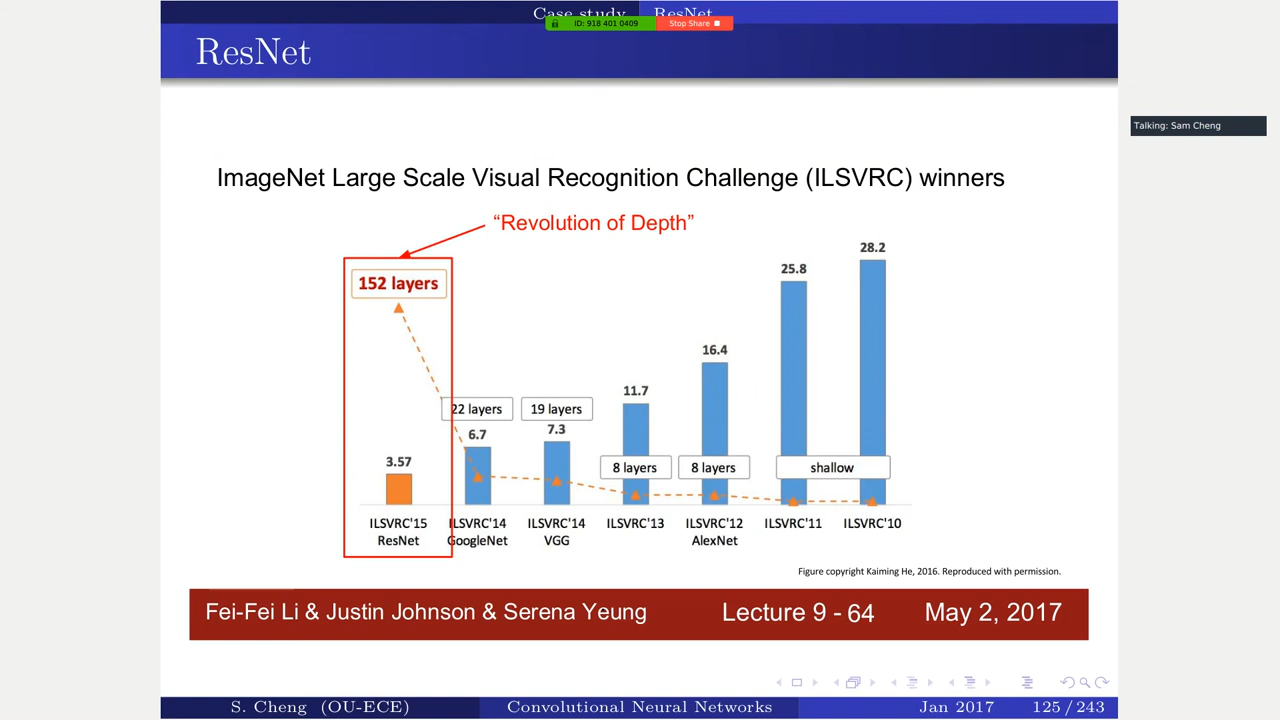 Case study ResNet
ID: 918 401 0409 Stop Share
ResNet
Talking: Sam Cheng
ImageNet Large Scale Visual Recognition Challenge (ILSVRC) winners
“Revolution of Depth”
152 layers
28.2
25.8
16.4
11.7
22 layers
19 layers
6.7
7.3
3.57
8 layers
8 layers
shallow
ILSVRC'15 ILSVRC'14 ILSVRC'14 ILSVRC'13 ILSVRC'12 ILSVRC'11 ILSVRC'10
ResNet GoogleNet VGG AlexNet
Figure copyright Kaiming He, 2016. Reproduced with permission.
Fei-Fei Li & Justin Johnson & Serena Yeung Lecture 9 - 64 May 2, 2017
S. Cheng (OU-ECE) Convolutional Neural Networks Jan 2017 125 / 243